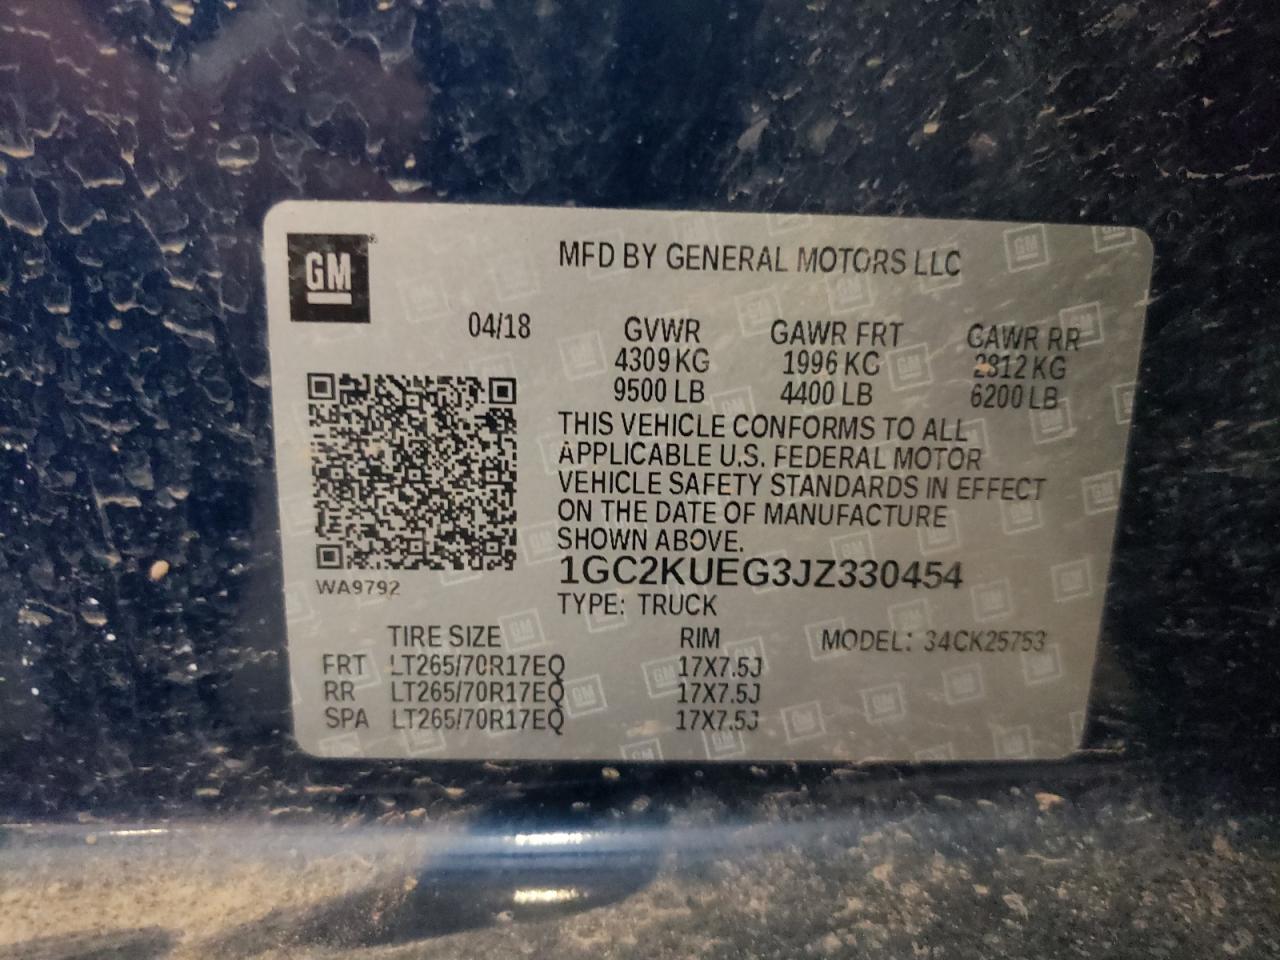 GM
MFD BY GENERAL MOTORS LLC
04/18 GVWR GAWR FRT GAWR RR
4309 KG 1996 KG 2812 KG
9500 LB 4400 LB 6200 LB
THIS VEHICLE CONFORMS TO ALL
APPLICABLE U.S. FEDERAL MOTOR
VEHICLE SAFETY STANDARDS IN EFFECT
ON THE DATE OF MANUFACTURE
SHOWN ABOVE.
1GC2KUEG3JZ330454
WA9792
TYPE: TRUCK
TIRE SIZE RIM MODEL: 34CK25753
FRT LT265/70R17EQ 17X7.5J
RR LT265/70R17EQ 17X7.5J
SPA LT265/70R17EQ 17X7.5J